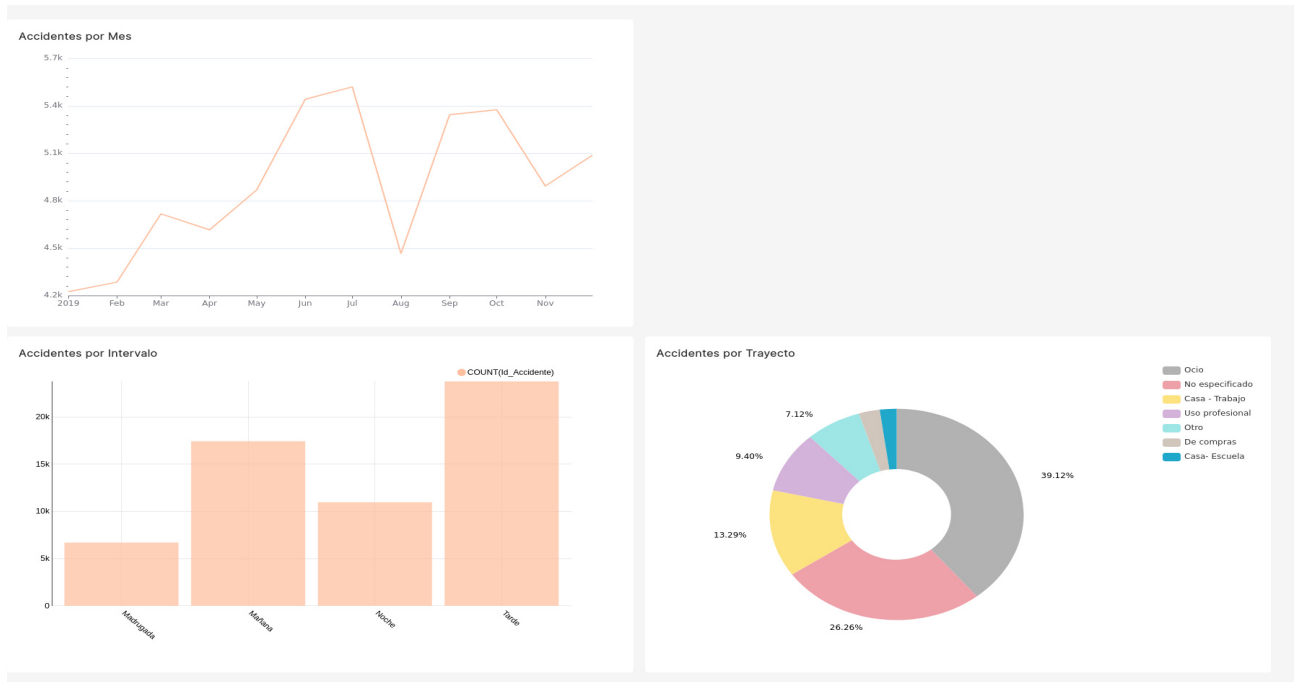 Accidentes por Mes
5.7k
5.4k
5.1k
4.8k
4.5k
4.2k
2019 Feb Mar Apr May Jun Jul Aug Sep Oct Nov
Accidentes por Intervalo
COUNT(Id_Accidente)
20k
15k
10k
5k
0
Madrugada Mañana Noche Tarde
Accidentes por Trayecto
Ocio
No especificado
Casa - Trabajo
Uso profesional
Otro
De compras
Casa- Escuela
7.12%
9.40%
39.12%
13.29%
26.26%